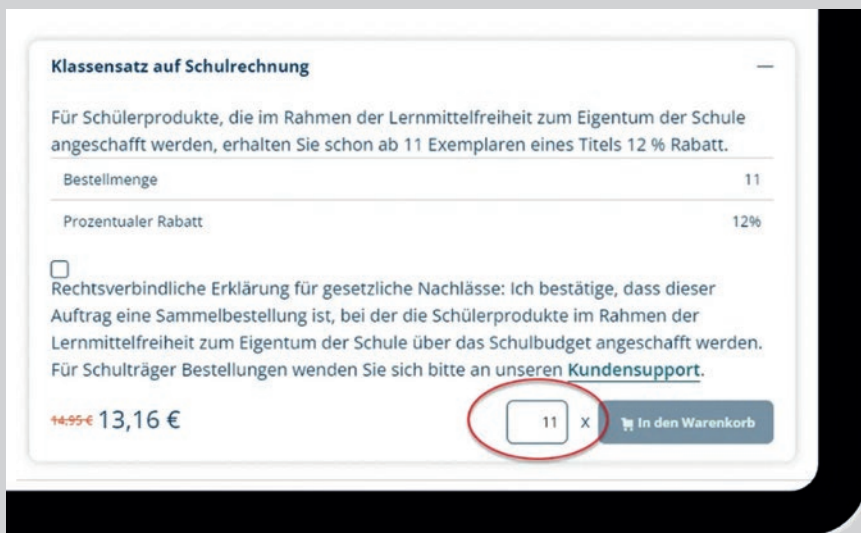 Klassensatz auf Schulrechnung
Für Schülerprodukte, die im Rahmen der Lernmittelfreiheit zum Eigentum der Schule
angeschafft werden, erhalten Sie schon ab 11 Exemplaren eines Titels 12 % Rabatt.
Bestellmenge 11
Prozentualer Rabatt 12%
Rechtsverbindliche Erklärung für gesetzliche Nachlässe: Ich bestätige, dass dieser
Auftrag eine Sammelbestellung ist, bei der die Schülerprodukte im Rahmen der
Lernmittelfreiheit zum Eigentum der Schule über das Schulbudget angeschafft werden.
Für Schulträger Bestellungen wenden Sie sich bitte an unseren Kundensupport.
14,95 € 13,16 € 11 x In den Warenkorb